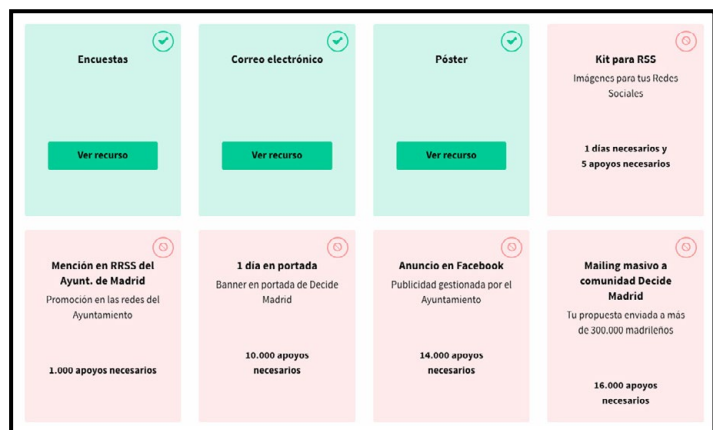 Encuestas
Ver recurso
Correo electrónico
Ver recurso
Póster
Ver recurso
Kit para RSS
Imágenes para tus Redes
Sociales
1 días necesarios y
5 apoyos necesarios
Mención en RRSS del
Ayunt. de Madrid
Promoción en las redes del
Ayuntamiento
1.000 apoyos necesarios
1 día en portada
Banner en portada de Decide
Madrid
10.000 apoyos
necesarios
Anuncio en Facebook
Publicidad gestionada por el
Ayuntamiento
14.000 apoyos
necesarios
Mailing masivo a
comunidad Decide
Madrid
Tu propuesta enviada a más
de 300.000 madrileños
16.000 apoyos
necesarios